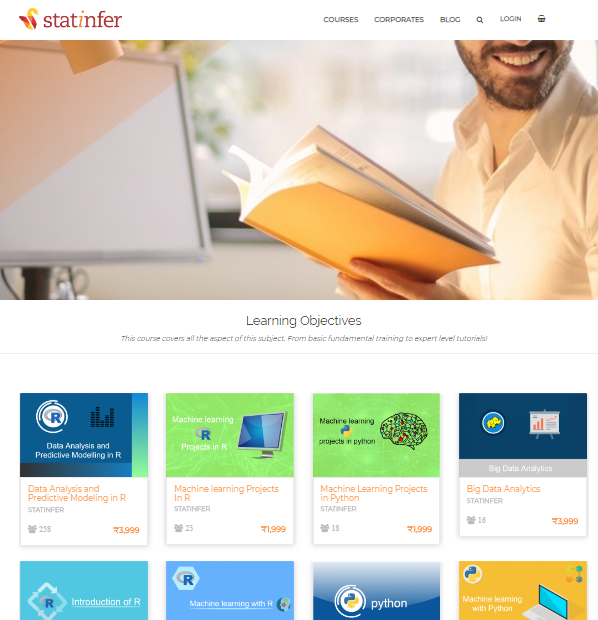 statinfer
COURSES CORPORATES BLOG LOGIN
Learning Objectives
This course covers all the aspect of this subject. From basic fundamental training to expert level tutorials!
R
Data Analysis and
Predictive Modelling in R
Machine learning
R
Projects in R
Machine learning
projects in python
Big Data Analytics
Data Analysis and
Predictive Modeling in R
STATINFER
258 ₹3,999
Machine learning Projects
In R
STATINFER
23 ₹1,999
Machine Learning Projects
in Python
STATINFER
18 ₹1,999
Big Data Analytics
STATINFER
16 ₹3,999
R
Introduction of R
R
Machine learning with R
python
Machine learning
with Python